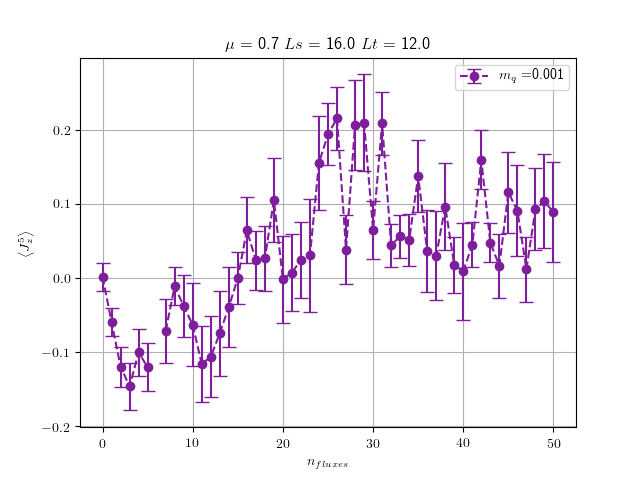 μ = 0.7 Ls = 16.0 Lt = 12.0
m_q =0.001
⟨J_z^5⟩
0.2
0.1
0.0
−0.1
−0.2
0 10 20 30 40 50
n_fluxes